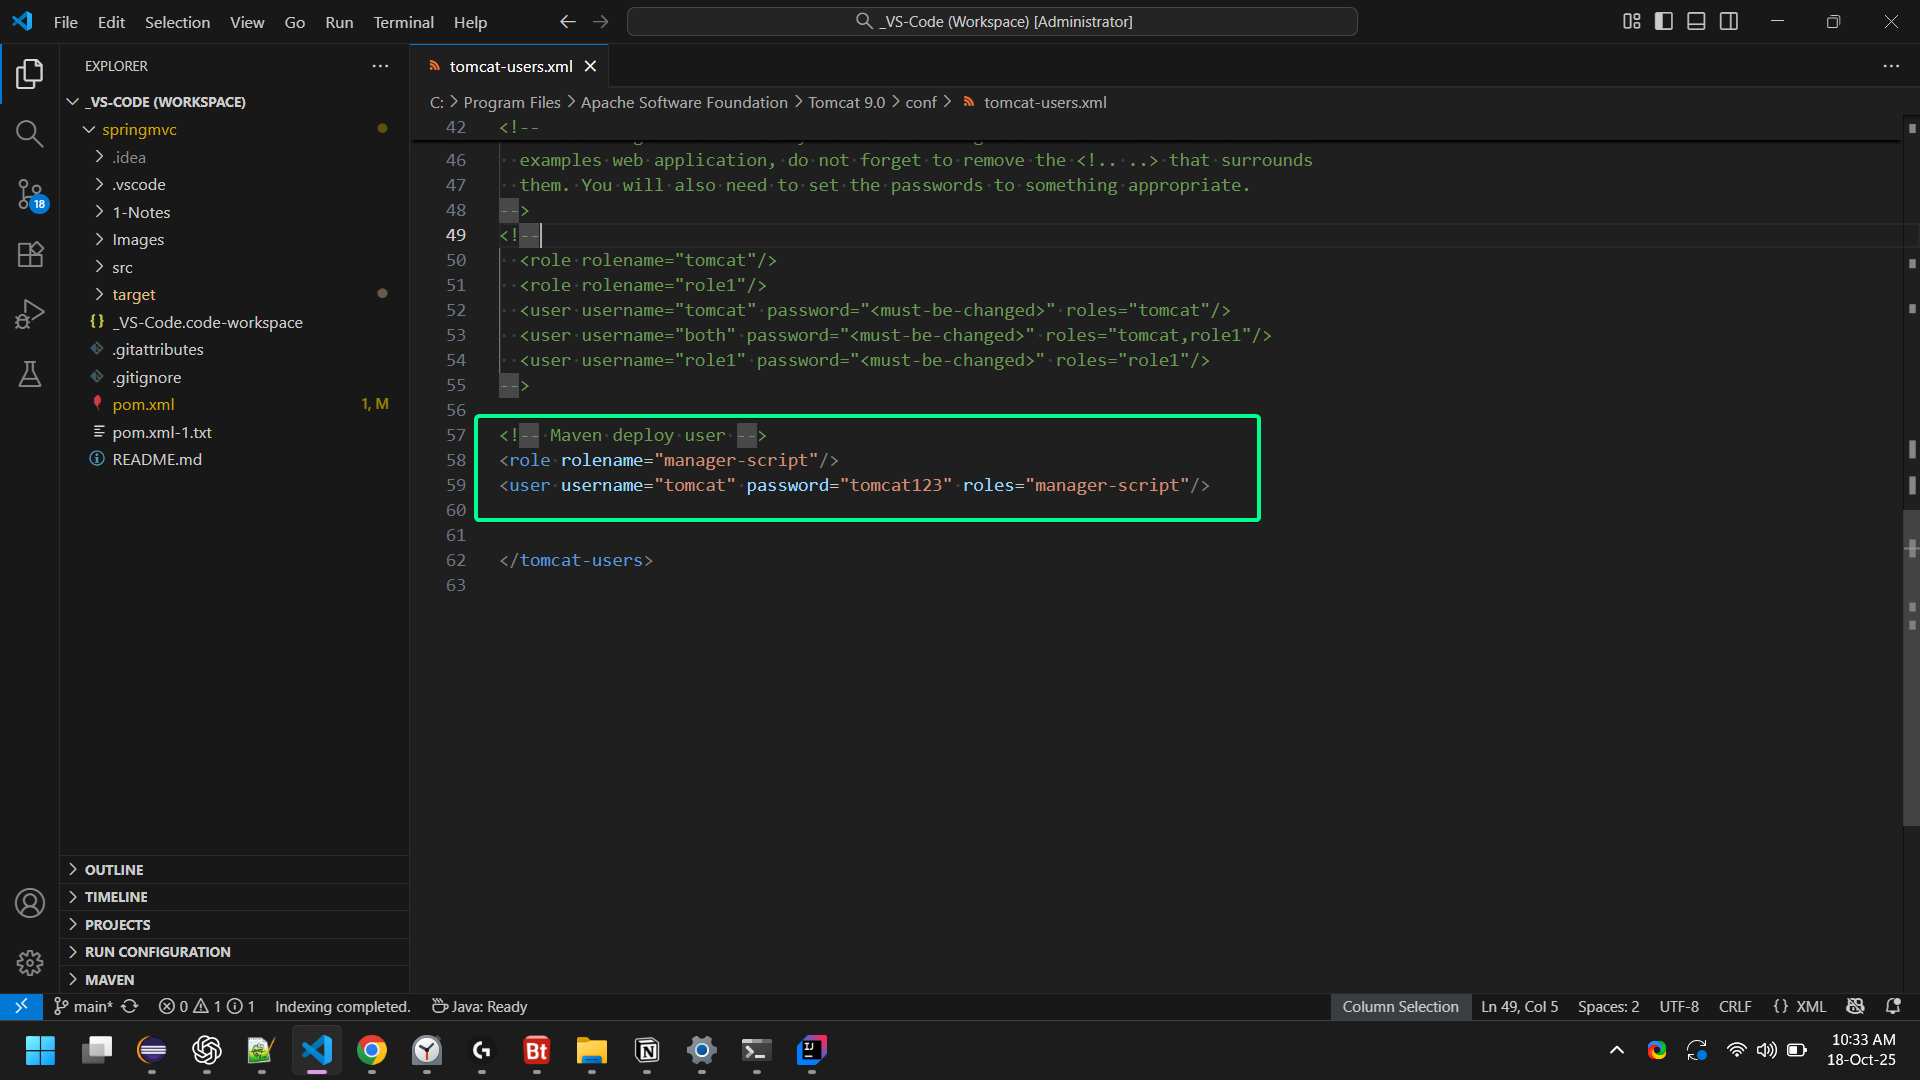 File Edit Selection View Go Run Terminal Help
_VS-Code (Workspace) [Administrator]
EXPLORER
_VS-CODE (WORKSPACE)
springmvc
.idea
.vscode
1-Notes
Images
src
target
_VS-Code.code-workspace
.gitattributes
.gitignore
pom.xml 1, M
pom.xml-1.txt
README.md
OUTLINE
TIMELINE
PROJECTS
RUN CONFIGURATION
MAVEN
18
tomcat-users.xml
C: > Program Files > Apache Software Foundation > Tomcat 9.0 > conf > tomcat-users.xml
42 <!--
46 examples web application, do not forget to remove the <!.. ..> that surrounds
47 them. You will also need to set the passwords to something appropriate.
48 -->
49 <!--
50 <role rolename="tomcat"/>
51 <role rolename="role1"/>
52 <user username="tomcat" password="<must-be-changed>" roles="tomcat"/>
53 <user username="both" password="<must-be-changed>" roles="tomcat,role1"/>
54 <user username="role1" password="<must-be-changed>" roles="role1"/>
55 -->
56
57 <!-- Maven deploy user -->
58 <role rolename="manager-script"/>
59 <user username="tomcat" password="tomcat123" roles="manager-script"/>
60
61
62 </tomcat-users>
63
main* 0 1 1 Indexing completed. Java: Ready
Column Selection Ln 49, Col 5 Spaces: 2 UTF-8 CRLF {} XML
Bt
N
IJ
10:33 AM
18-Oct-25